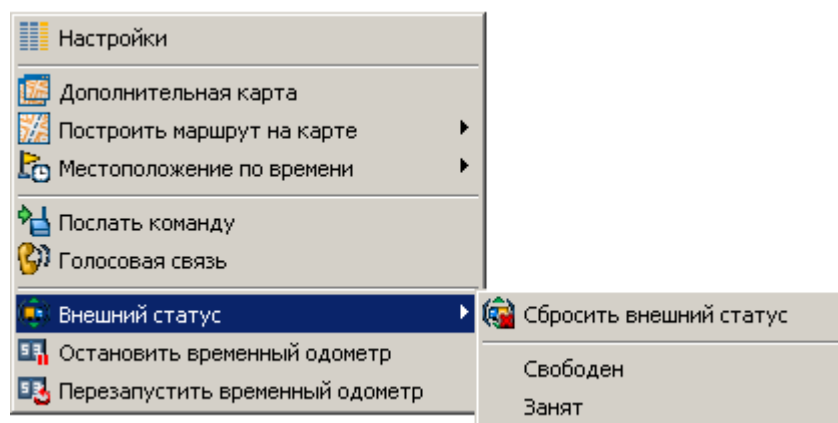 Настройки
Дополнительная карта
Построить маршрут на карте
Местоположение по времени
Послать команду
Голосовая связь
Внешний статус
Остановить временный одометр
Перезапустить временный одометр
Сбросить внешний статус
Свободен
Занят